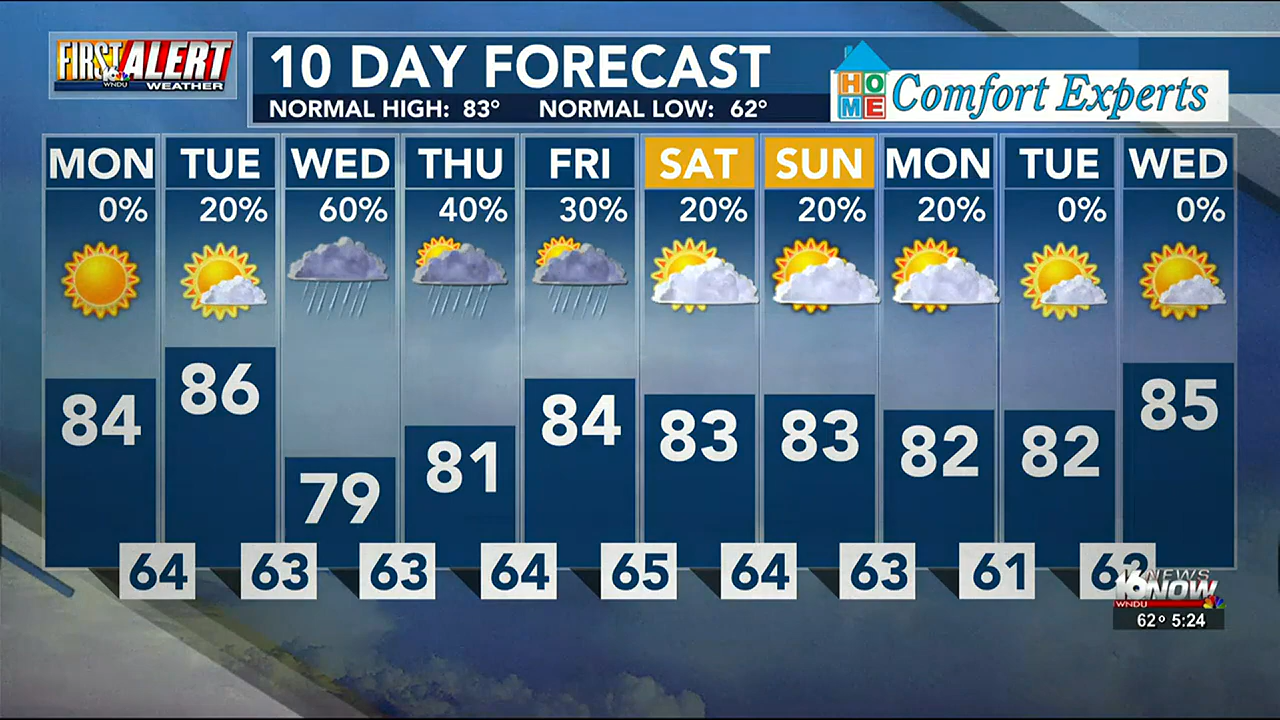 FIRST ALERT
16 WNDU
WEATHER
10 DAY FORECAST
NORMAL HIGH: 83° NORMAL LOW: 62°
HOME Comfort Experts
MON TUE WED THU FRI SAT SUN MON TUE WED
0% 20% 60% 40% 30% 20% 20% 20% 0% 0%
84 86 79 81 84 83 83 82 82 85
64 63 63 64 65 64 63 61
16 NEWS NOW
WNDU
62° 5:24